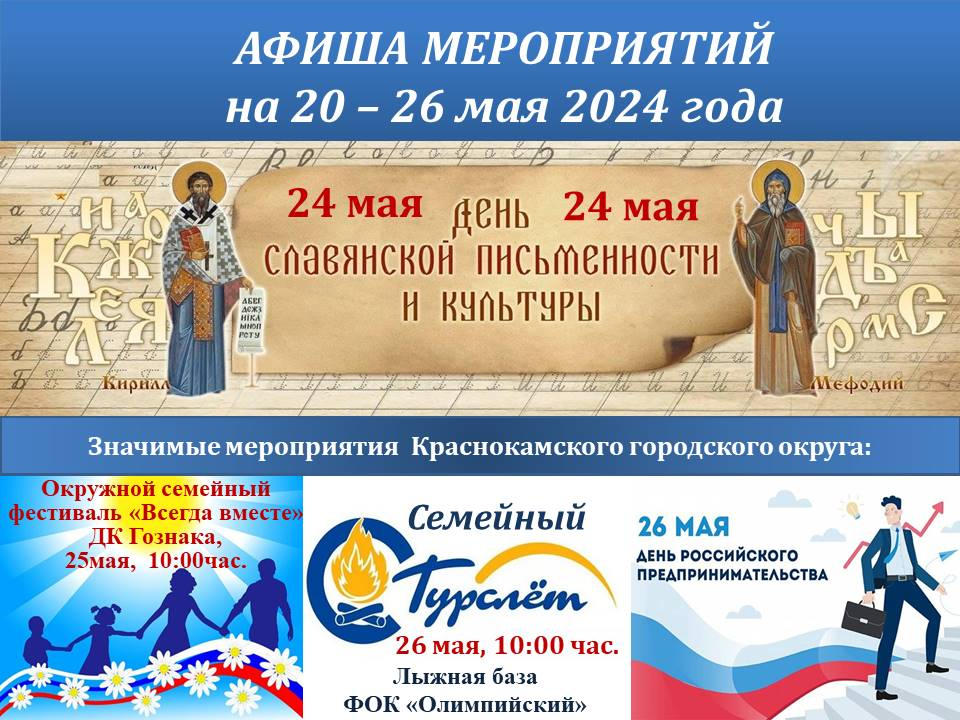 АФИША МЕРОПРИЯТИЙ
на 20 – 26 мая 2024 года
24 мая
24 мая
ДЕНЬ
СЛАВЯНСКОЙ ПИСЬМЕННОСТИ
И КУЛЬТУРЫ
АБВГ
Кирилл
Мефодий
Значимые мероприятия Краснокамского городского округа:
Окружной семейный
фестиваль «Всегда вместе»
ДК Гознака,
25мая, 10:00час.
Семейный
Турслёт
26 мая, 10:00 час.
Лыжная база
ФОК «Олимпийский»
26 МАЯ
ДЕНЬ РОССИЙСКОГО
ПРЕДПРИНИМАТЕЛЬСТВА